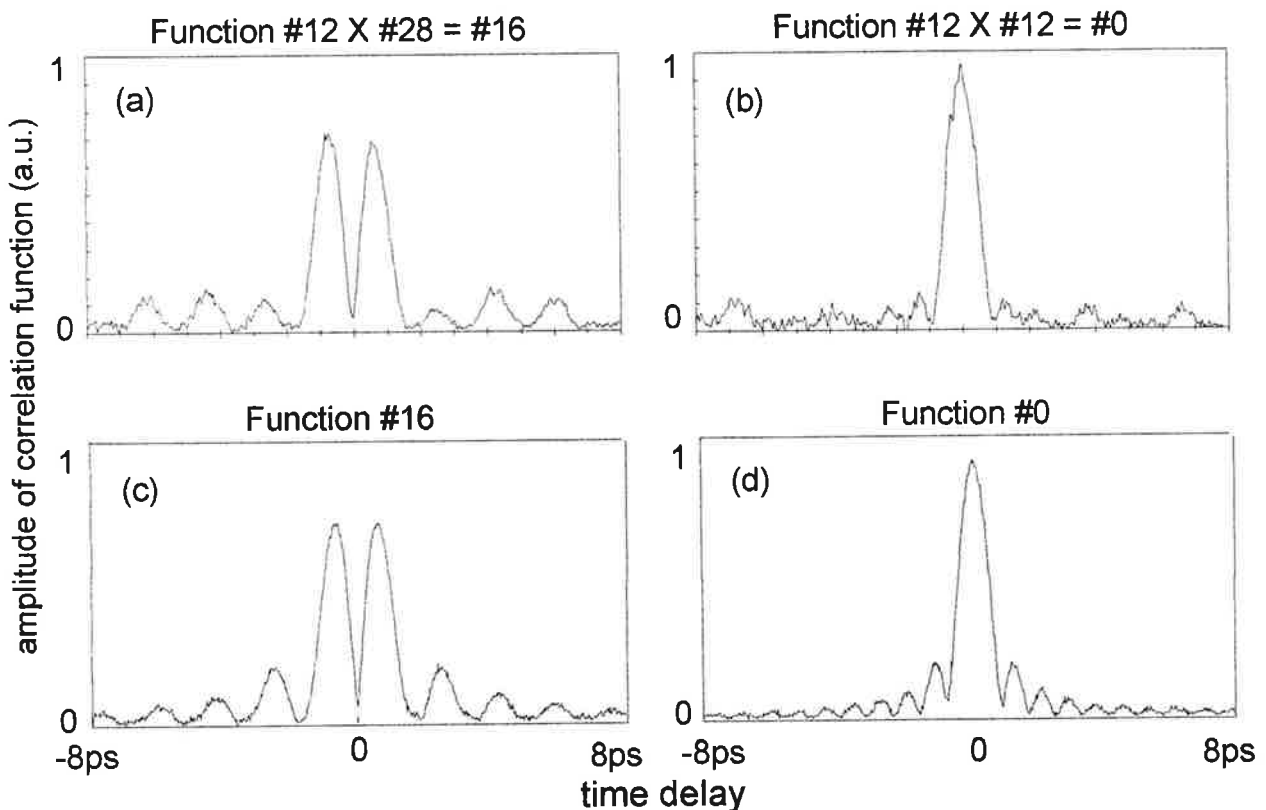 Function #12 X #28 = #16
Function #12 X #12 = #0
1
(a)
0
1
(b)
0
amplitude of correlation function (a.u.)
Function #16
Function #0
1
(c)
0
1
(d)
0
-8ps
0
8ps
-8ps
0
8ps
time delay